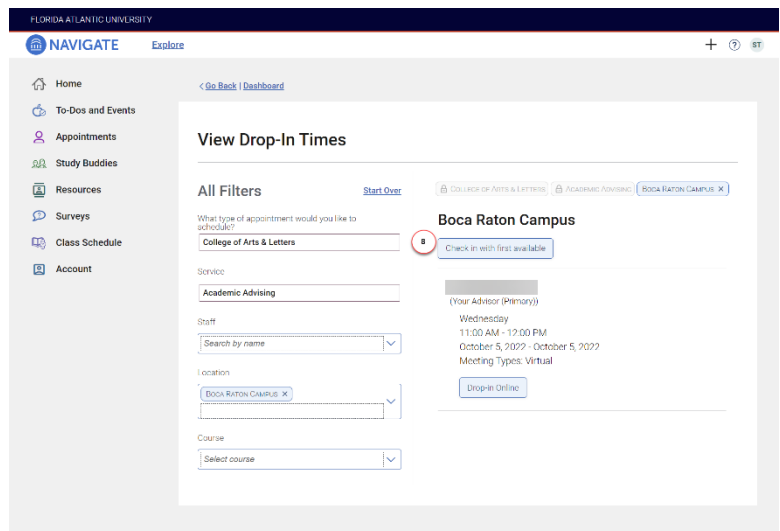 FLORIDA ATLANTIC UNIVERSITY
NAVIGATE
Explore
ST
Home
To-Dos and Events
Appointments
Study Buddies
Resources
Surveys
Class Schedule
Account
Go Back | Dashboard
View Drop-In Times
All Filters
Start Over
What type of appointment would you like to
schedule?
College of Arts & Letters
Service
Academic Advising
Staff
Search by name
Location
BOCA RATON CAMPUS X
Course
Select course
COLLEGE OF ARTS & LETTERS
ACADEMIC ADVISING
BOCA RATON CAMPUS X
Boca Raton Campus
8
Check in with first available
(Your Advisor (Primary))
Wednesday
11:00 AM - 12:00 PM
October 5, 2022 - October 5, 2022
Meeting Types: Virtual
Drop-in Online